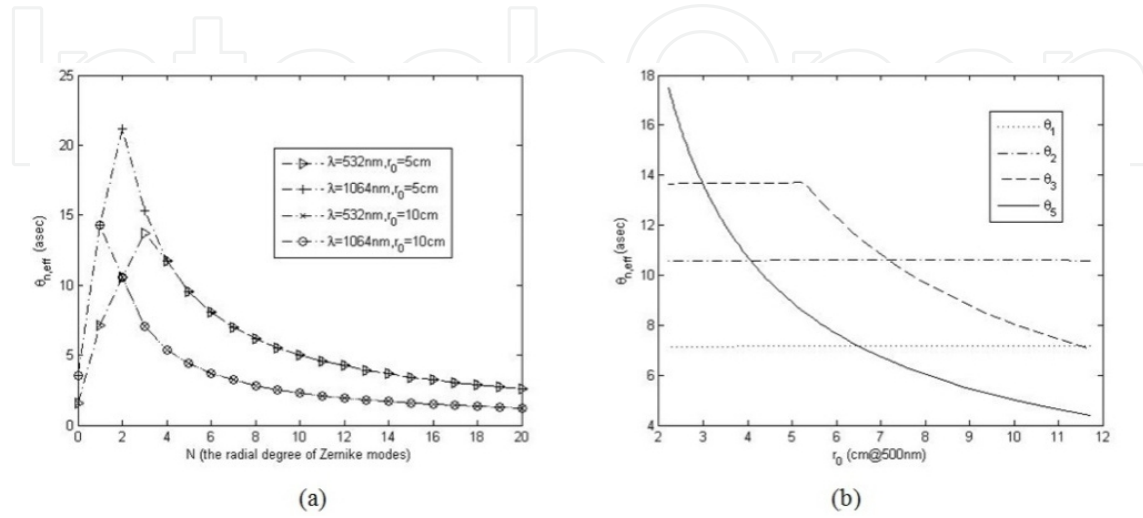 IntechOpen
25
20
15
10
5
0
θn,eff (asec)
0 2 4 6 8 10 12 14 16 18 20
N (the radial degree of Zernike modes)
λ=532nm,r0=5cm
λ=1064nm,r0=5cm
λ=532nm,r0=10cm
λ=1064nm,r0=10cm
(a)
18
16
14
12
10
8
6
4
θn,eff (asec)
2 3 4 5 6 7 8 9 10 11 12
r0 (cm@500nm)
θ1
θ2
θ3
θ5
(b)